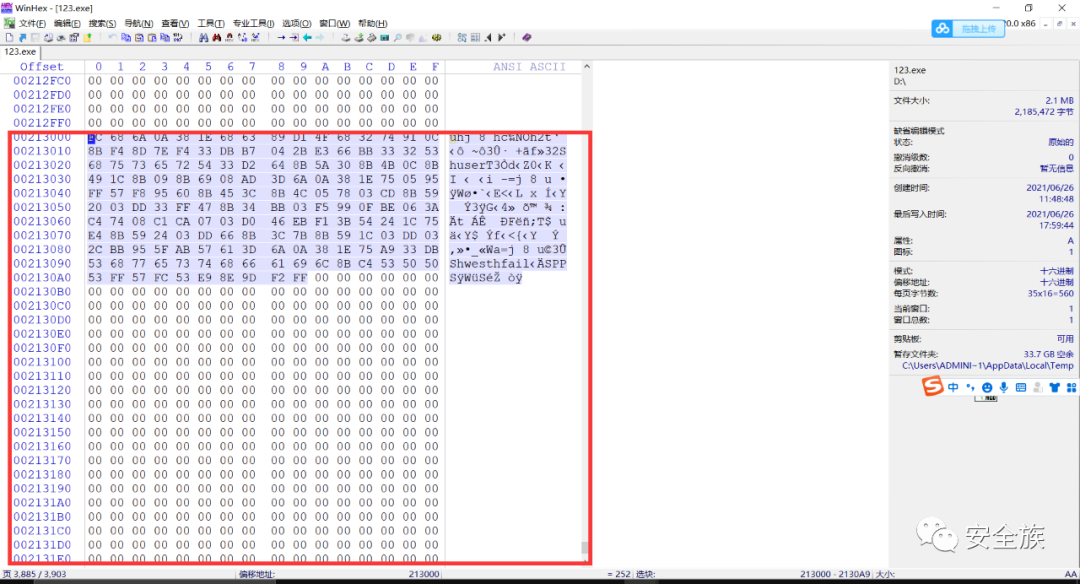 WinHex - [123.exe]
文件(F) 编辑(E) 搜索(S) 导航(N) 查看(V) 工具(T) 专业工具(I) 选项(O) 窗口(W) 帮助(H)
20.0 x86
拖拽上传
123.exe
Offset 0 1 2 3 4 5 6 7 8 9 A B C D E F ANSI ASCII
00212FC0 00 00 00 00 00 00 00 00 00 00 00 00 00 00 00 00
00212FD0 00 00 00 00 00 00 00 00 00 00 00 00 00 00 00 00
00212FE0 00 00 00 00 00 00 00 00 00 00 00 00 00 00 00 00
00212FF0 00 00 00 00 00 00 00 00 00 00 00 00 00 00 00 00
00213000 FC 68 6A 0A 38 1E 68 63 89 D1 4F 68 32 74 91 0C
00213010 8B F4 8D 7E F4 33 DB B7 04 2B E3 66 BB 33 32 53
00213020 68 75 73 65 72 54 33 D2 64 8B 5A 30 8B 4B 0C 8B
00213030 49 1C 8B 09 8B 69 08 AD 3D 6A 0A 38 1E 75 05 95
00213040 FF 57 F8 95 60 8B 45 3C 8B 4C 05 78 03 CD 8B 59
00213050 20 03 DD 33 FF 47 8B 34 BB 03 F5 99 0F BE 06 3A
00213060 C4 74 08 C1 CA 07 03 D0 46 EB F1 3B 54 24 1C 75
00213070 E4 8B 59 24 03 DD 66 8B 3C 7B 8B 59 1C 03 DD 03
00213080 2C BB 95 5F AB 57 61 3D 6A 0A 38 1E 75 A9 33 DB
00213090 53 68 77 65 73 74 68 66 61 69 6C 8B C4 53 50 50
002130A0 53 FF 57 FC 53 E9 8E 9D F2 FF 00 00 00 00 00 00
002130B0 00 00 00 00 00 00 00 00 00 00 00 00 00 00 00 00
002130C0 00 00 00 00 00 00 00 00 00 00 00 00 00 00 00 00
002130D0 00 00 00 00 00 00 00 00 00 00 00 00 00 00 00 00
002130E0 00 00 00 00 00 00 00 00 00 00 00 00 00 00 00 00
002130F0 00 00 00 00 00 00 00 00 00 00 00 00 00 00 00 00
00213100 00 00 00 00 00 00 00 00 00 00 00 00 00 00 00 00
00213110 00 00 00 00 00 00 00 00 00 00 00 00 00 00 00 00
00213120 00 00 00 00 00 00 00 00 00 00 00 00 00 00 00 00
00213130 00 00 00 00 00 00 00 00 00 00 00 00 00 00 00 00
00213140 00 00 00 00 00 00 00 00 00 00 00 00 00 00 00 00
00213150 00 00 00 00 00 00 00 00 00 00 00 00 00 00 00 00
00213160 00 00 00 00 00 00 00 00 00 00 00 00 00 00 00 00
00213170 00 00 00 00 00 00 00 00 00 00 00 00 00 00 00 00
00213180 00 00 00 00 00 00 00 00 00 00 00 00 00 00 00 00
00213190 00 00 00 00 00 00 00 00 00 00 00 00 00 00 00 00
002131A0 00 00 00 00 00 00 00 00 00 00 00 00 00 00 00 00
002131B0 00 00 00 00 00 00 00 00 00 00 00 00 00 00 00 00
002131C0 00 00 00 00 00 00 00 00 00 00 00 00 00 00 00 00
002131D0 00 00 00 00 00 00 00 00 00 00 00 00 00 00 00 00
002131E0 00 00 00 00 00 00 00 00 00 00 00 00 00 00 00 00
页 3,885 / 3,903 偏移地址: 213000 = 252 选块: 213000 - 2130A9 大小: AA
123.exe
D:\
文件大小: 2.1 MB
2,185,472 字节
缺省编辑模式
状态: 原始的
撤消级数: 0
反向撤消: 暂无信息
创建时间: 2021/06/26
11:48:48
最后写入时间: 2021/06/26
17:59:44
属性: A
图标: 1
模式: 十六进制
偏移地址: 十六进制
每页字节数: 35x16=560
当前窗口: 1
窗口总数: 1
剪贴板: 可用
暂存文件夹: 33.7 GB 空余
C:\Users\ADMINI~1\AppData\Local\Temp
中
安全族